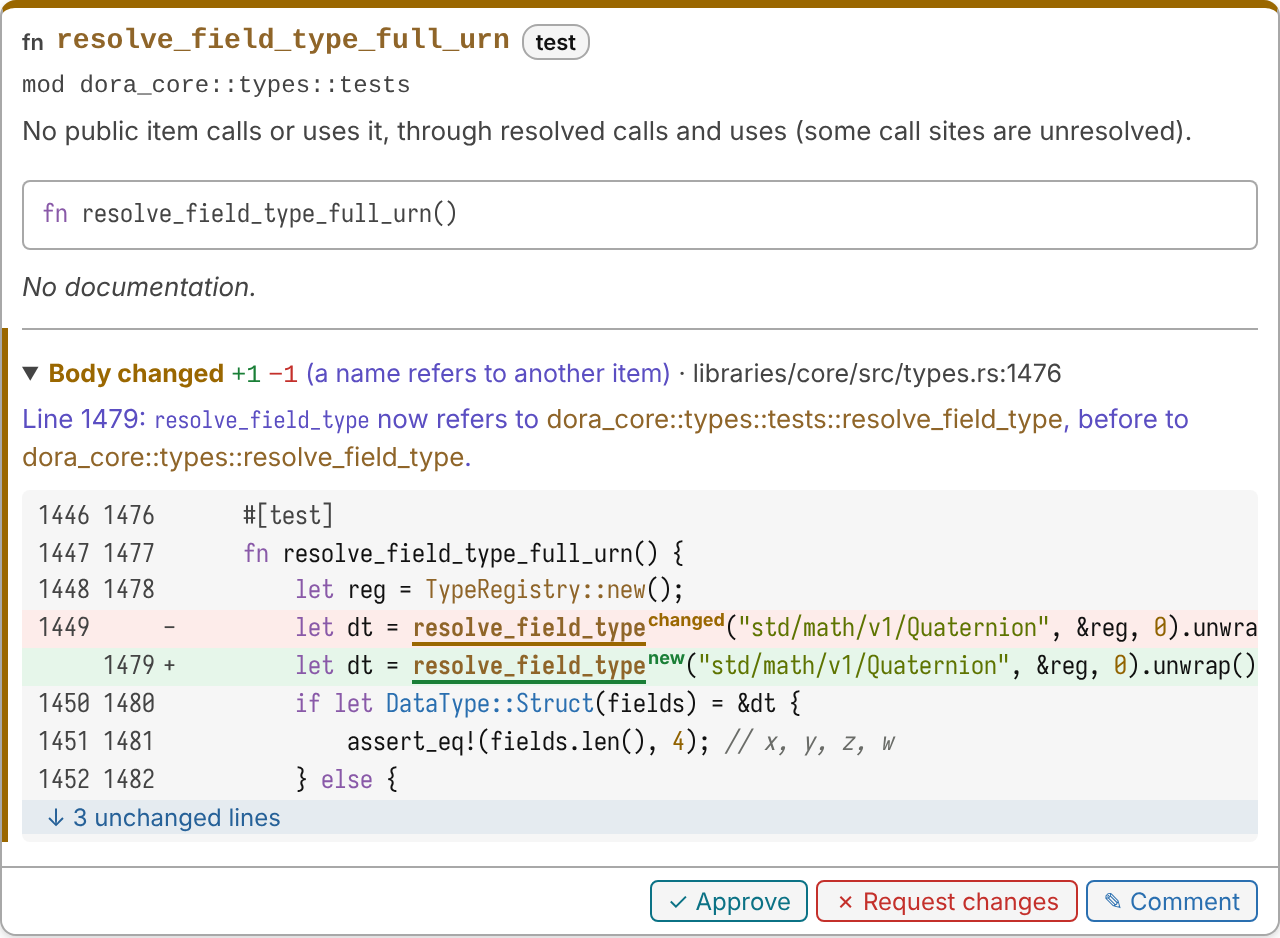 fn resolve_field_type_full_urn test
mod dora_core::types::tests
No public item calls or uses it, through resolved calls and uses (some call sites are unresolved).
fn resolve_field_type_full_urn()
No documentation.
▼ Body changed +1 −1 (a name refers to another item) · libraries/core/src/types.rs:1476
Line 1479: resolve_field_type now refers to dora_core::types::tests::resolve_field_type, before to
dora_core::types::resolve_field_type.
1446 1476 #[test]
1447 1477 fn resolve_field_type_full_urn() {
1448 1478 let reg = TypeRegistry::new();
1449 − let dt = resolve_field_type changed("std/math/v1/Quaternion", &reg, 0).unwra
1479 + let dt = resolve_field_type new("std/math/v1/Quaternion", &reg, 0).unwrap()
1450 1480 if let DataType::Struct(fields) = &dt {
1451 1481 assert_eq!(fields.len(), 4); // x, y, z, w
1452 1482 } else {
↓ 3 unchanged lines
✓ Approve × Request changes ✎ Comment